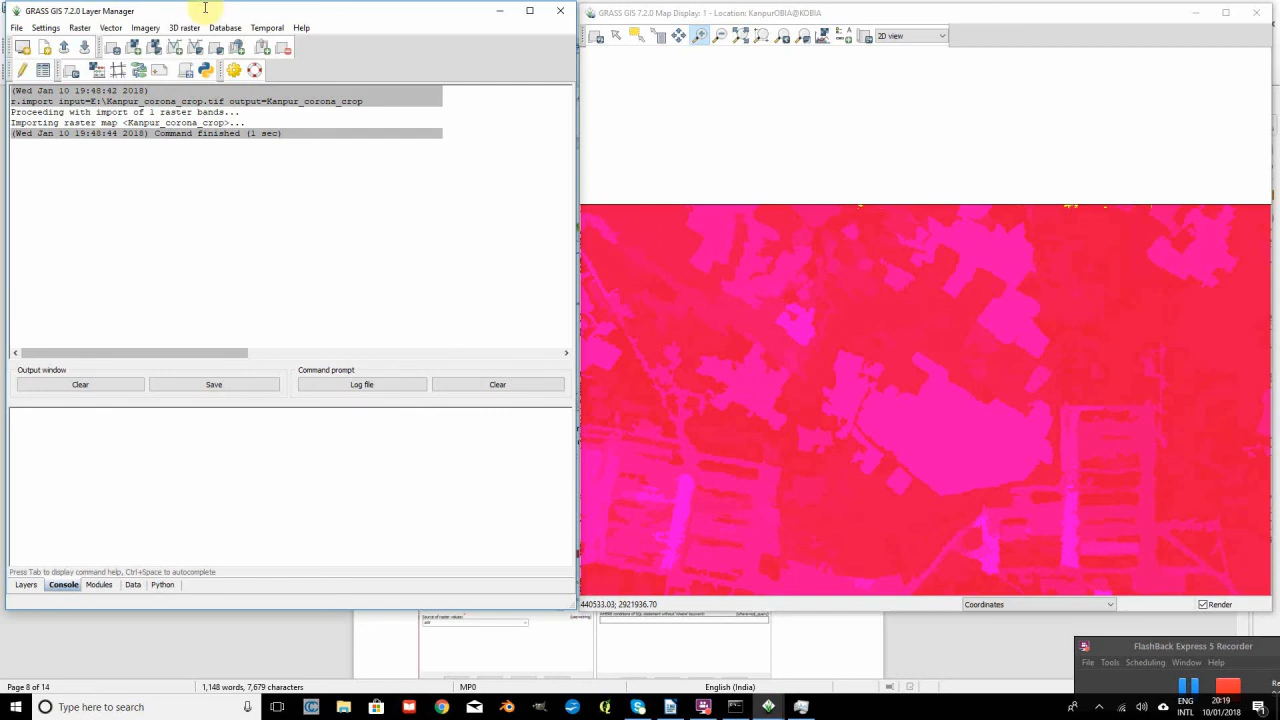 GRASS GIS 7.2.0 Layer Manager
File Settings Raster Vector Imagery 3D raster Database Temporal Help
(Wed Jan 10 19:48:42 2018)
r.import input=E:\Kanpur_corona_crop.tif output=Kanpur_corona_crop
Proceeding with import of 1 raster bands...
Importing raster map <Kanpur_corona_crop>...
(Wed Jan 10 19:48:44 2018) Command finished (1 sec)
Output window
Command prompt
Clear Save Log file Clear
Press Tab to display command help, Ctrl+Space to autocomplete
Layers Console Modules Data Python
GRASS GIS 7.2.0 Map Display: 1 - Location: KanpurOBIA@KOBIA
2D view
440533.03; 2921936.70
Coordinates
Render
Source of raster values:
FlashBack Express 5 Recorder
File Tools Scheduling Window Help
Page 8 of 14
1,148 words, 7,679 characters
MP0
English (India)
Type here to search
ENG
INTL
20:19
10/01/2018